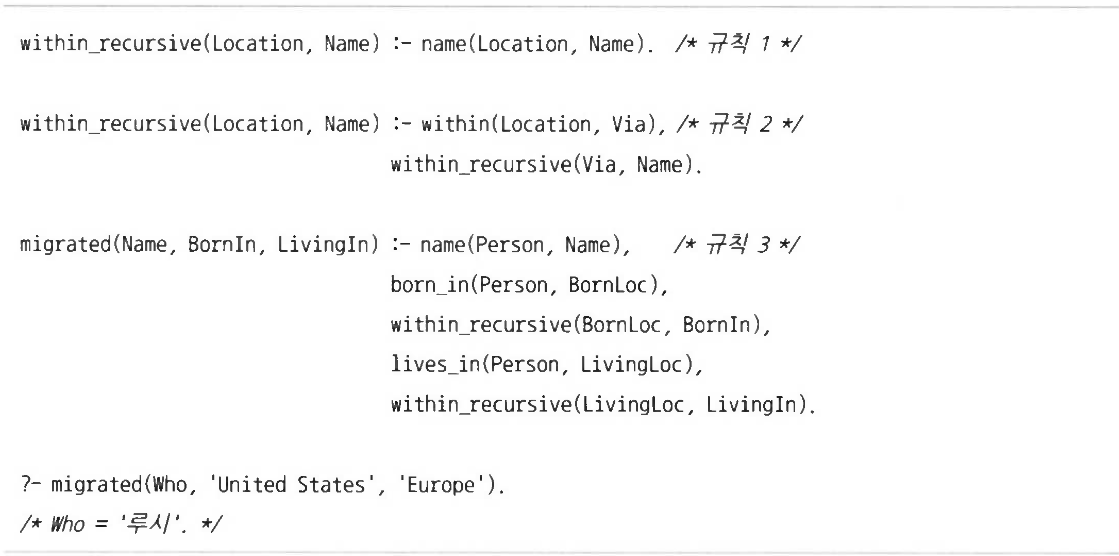 within_recursive(Location, Name) :- name(Location, Name). /* 규칙 1 */
within_recursive(Location, Name) :- within(Location, Via), /* 규칙 2 */
within_recursive(Via, Name).
migrated(Name, BornIn, LivingIn) :- name(Person, Name), /* 규칙 3 */
born_in(Person, BornLoc),
within_recursive(BornLoc, BornIn),
lives_in(Person, LivingLoc),
within_recursive(LivingLoc, LivingIn).
?- migrated(Who, 'United States', 'Europe').
/* Who = '루시'. */